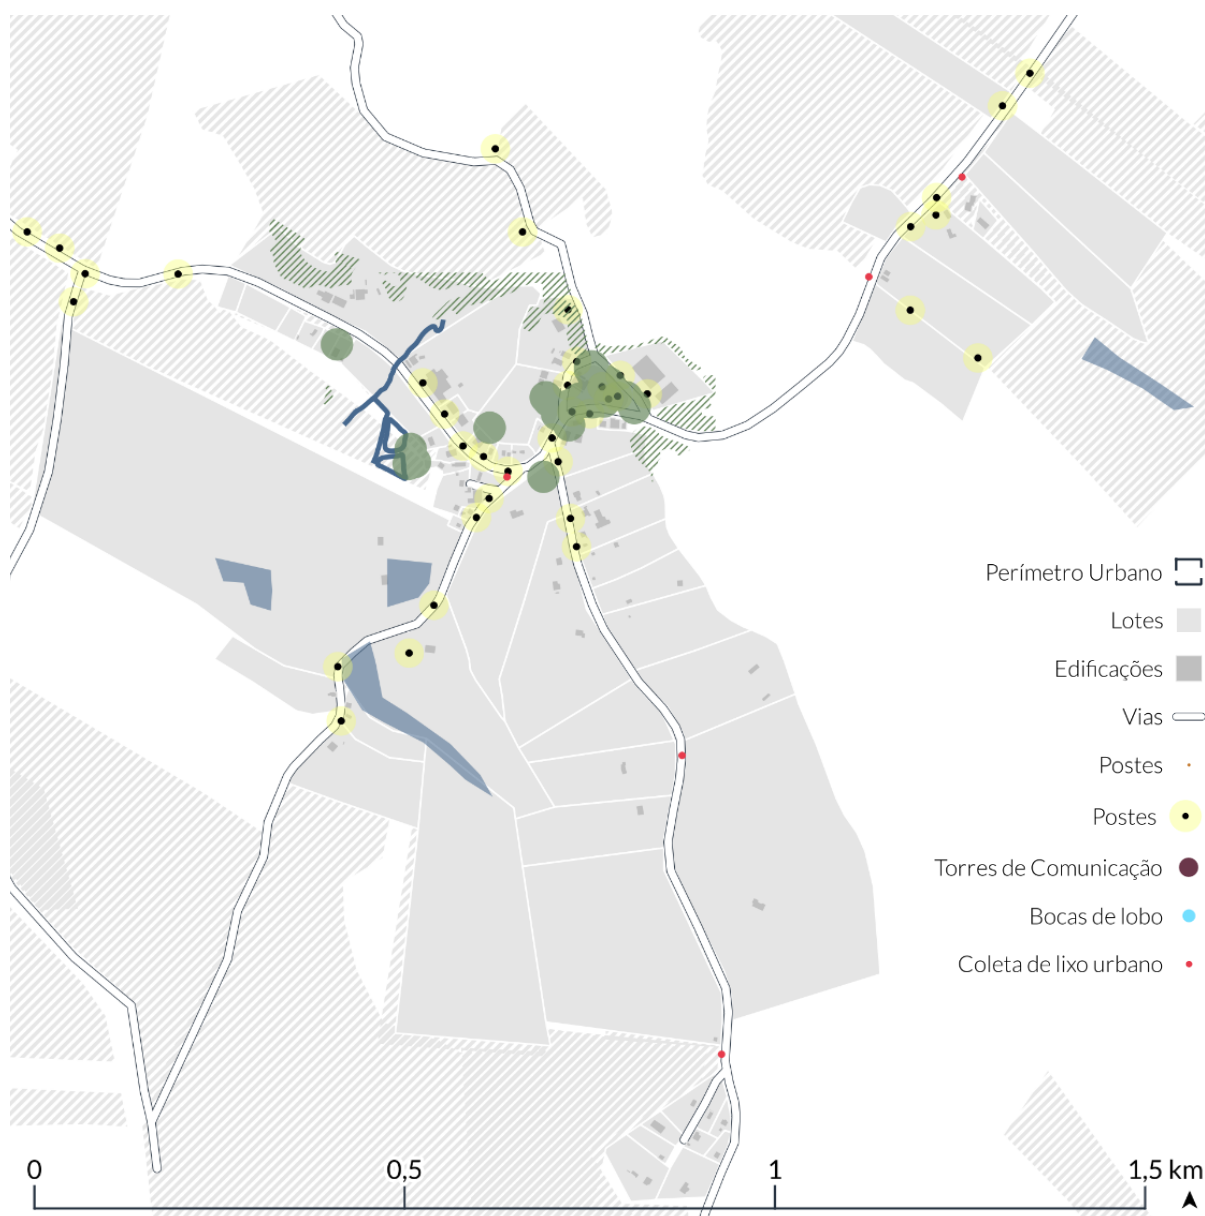 Perímetro Urbano
Lotes
Edificações
Vias
Postes
Postes
Torres de Comunicação
Bocas de lobo
Coleta de lixo urbano
0 0,5 1 1,5 km